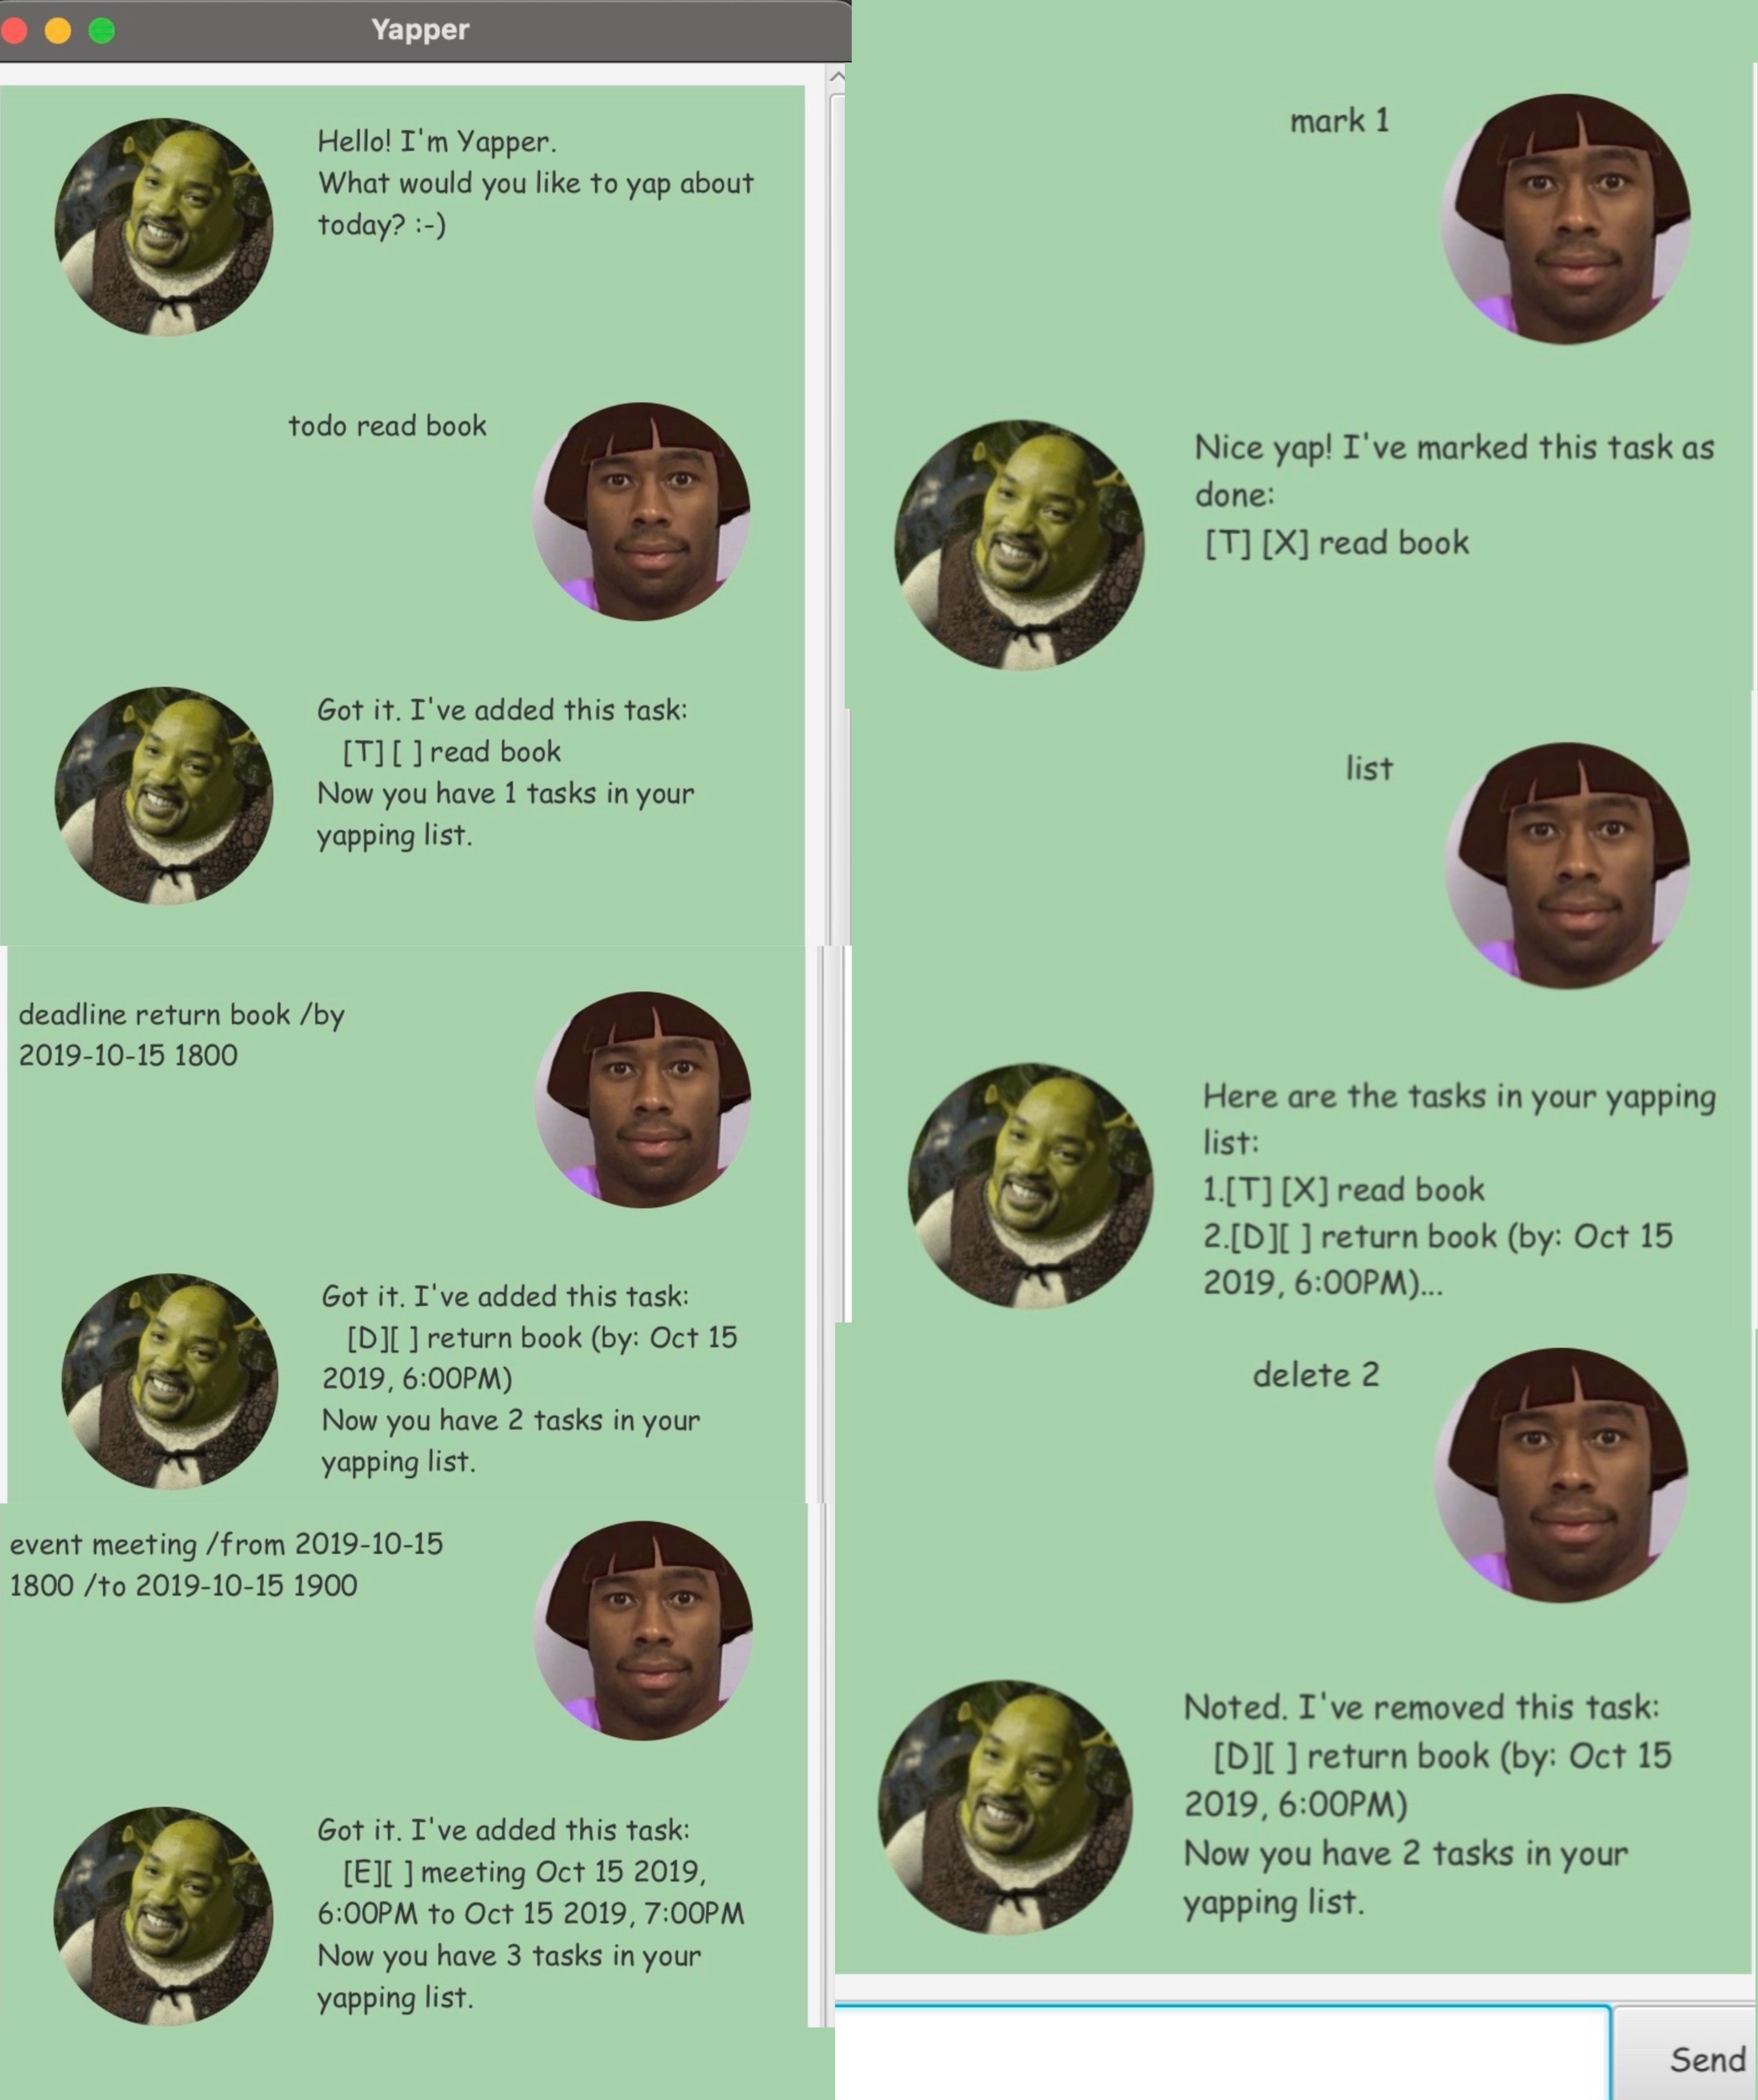 Yapper
Hello! I'm Yapper.
What would you like to yap about
today? :-)
todo read book
Got it. I've added this task:
[T] [ ] read book
Now you have 1 tasks in your
yapping list.
deadline return book /by
2019-10-15 1800
Got it. I've added this task:
[D][ ] return book (by: Oct 15
2019, 6:00PM)
Now you have 2 tasks in your
yapping list.
event meeting /from 2019-10-15
1800 /to 2019-10-15 1900
Got it. I've added this task:
[E][ ] meeting Oct 15 2019,
6:00PM to Oct 15 2019, 7:00PM
Now you have 3 tasks in your
yapping list.
mark 1
Nice yap! I've marked this task as
done:
[T] [X] read book
list
Here are the tasks in your yapping
list:
1.[T] [X] read book
2.[D][ ] return book (by: Oct 15
2019, 6:00PM)...
delete 2
Noted. I've removed this task:
[D][ ] return book (by: Oct 15
2019, 6:00PM)
Now you have 2 tasks in your
yapping list.
Send